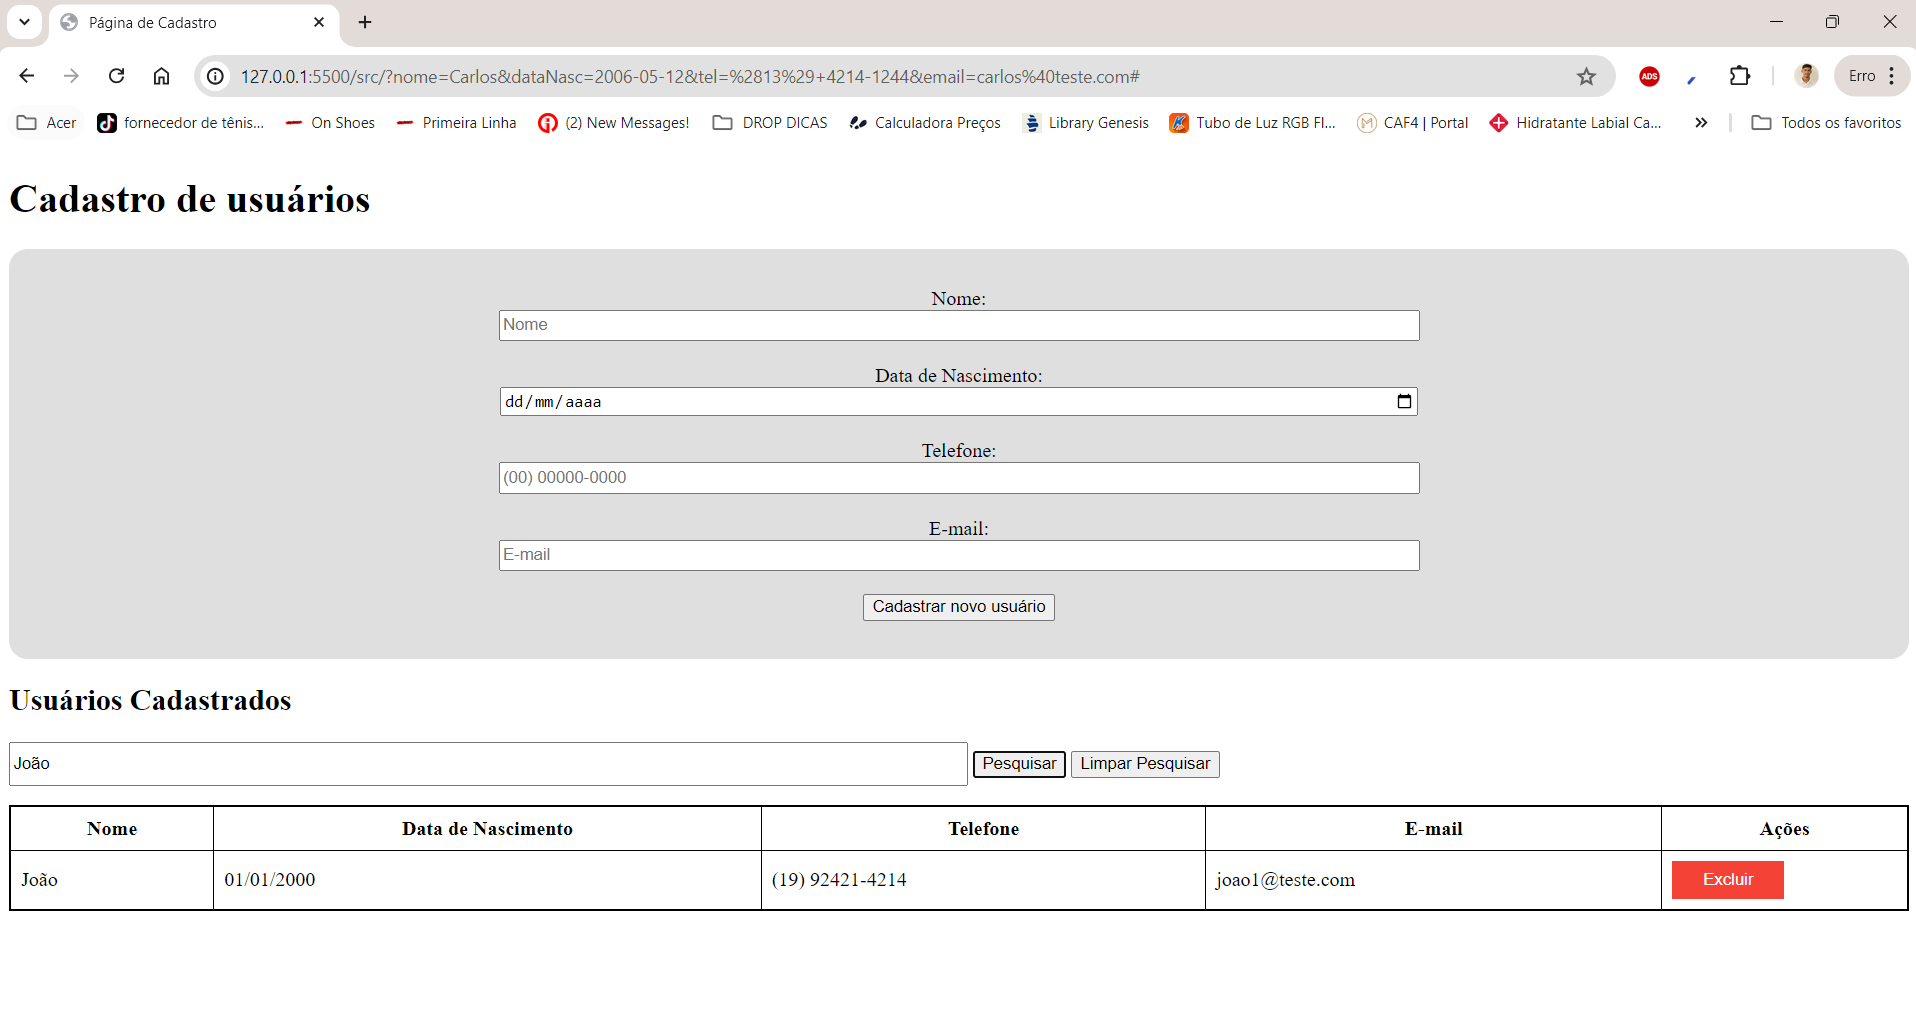 Página de Cadastro
127.0.0.1:5500/src/?nome=Carlos&dataNasc=2006-05-12&tel=%2813%29+4214-1244&email=carlos%40teste.com#
ADS
Erro
Acer
fornecedor de tênis...
On Shoes
Primeira Linha
(2) New Messages!
DROP DICAS
Calculadora Preços
Library Genesis
Tubo de Luz RGB Fl...
CAF4 | Portal
Hidratante Labial Ca...
Todos os favoritos
Cadastro de usuários
Nome:
Nome
Data de Nascimento:
dd/mm/aaaa
Telefone:
(00) 00000-0000
E-mail:
E-mail
Cadastrar novo usuário
Usuários Cadastrados
João Pesquisar Limpar Pesquisar
Nome Data de Nascimento Telefone E-mail Ações
João 01/01/2000 (19) 92421-4214 joao1@teste.com Excluir